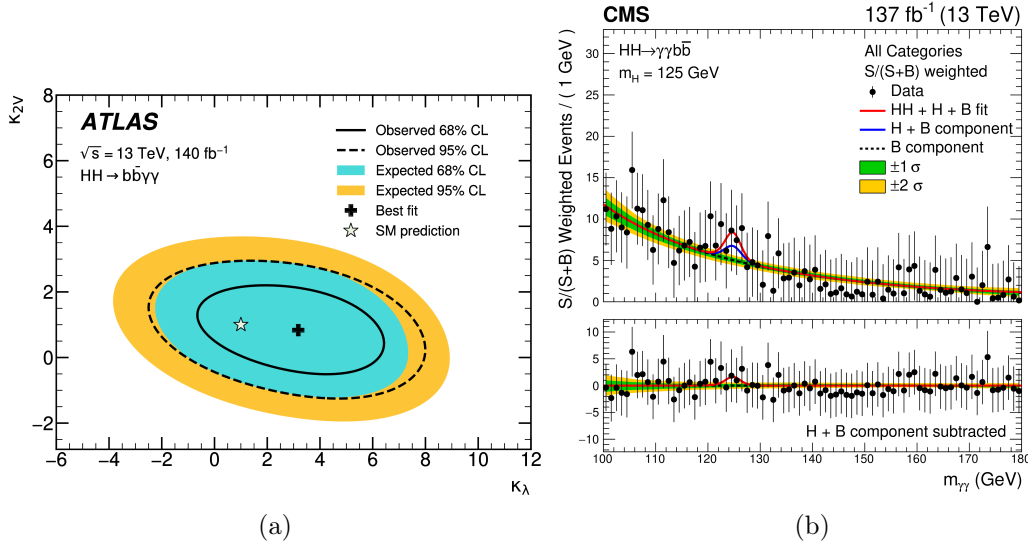 ATLAS
√s = 13 TeV, 140 fb⁻¹
HH → bb̄γγ
Observed 68% CL
Observed 95% CL
Expected 68% CL
Expected 95% CL
Best fit
SM prediction
κ₂V
8
6
4
2
0
−2
−6 −4 −2 0 2 4 6 8 10 12
κλ
(a)
CMS 137 fb⁻¹ (13 TeV)
HH→γγbb̄
m_H = 125 GeV
All Categories
S/(S+B) weighted
Data
HH + H + B fit
H + B component
B component
±1 σ
±2 σ
S/(S+B) Weighted Events / ( 1 GeV )
30
25
20
15
10
5
0
10
5
0
−5
−10
H + B component subtracted
100 110 120 130 140 150 160 170 180
m_γγ (GeV)
(b)